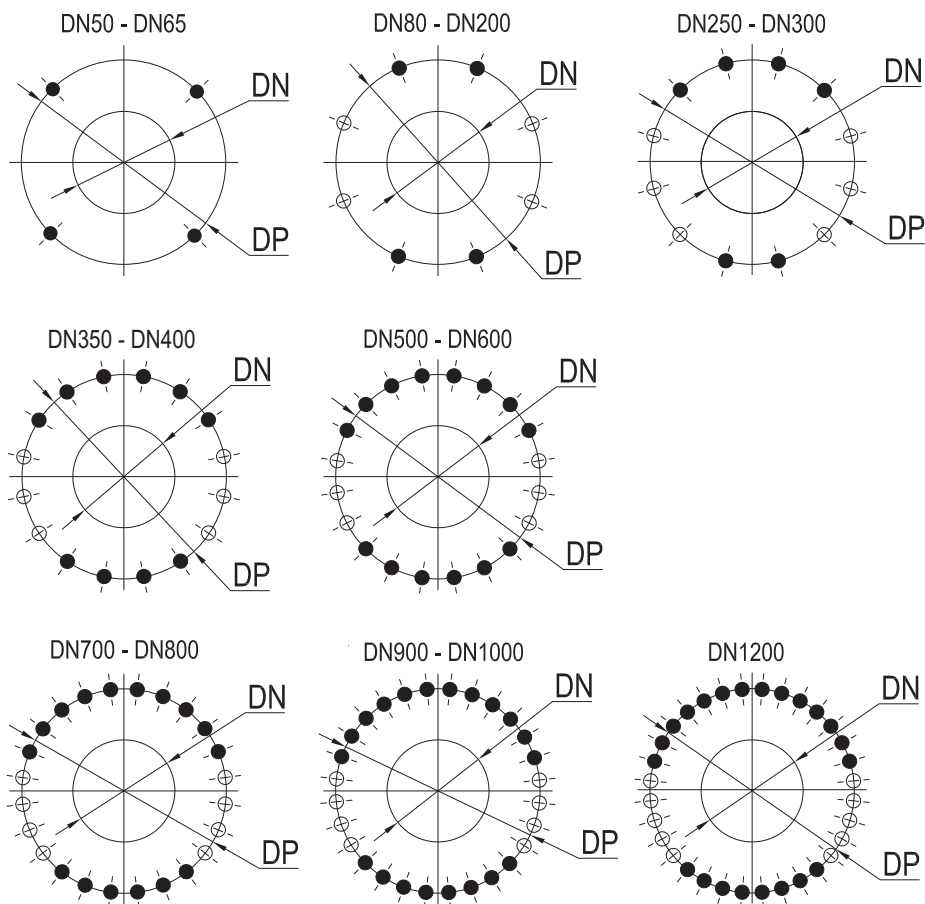 DN50 - DN65
DN80 - DN200
DN250 - DN300
DN
DN
DN
DP
DP
DP
DN350 - DN400
DN500 - DN600
DN
DN
DP
DP
DN700 - DN800
DN900 - DN1000
DN1200
DN
DN
DN
DP
DP
DP